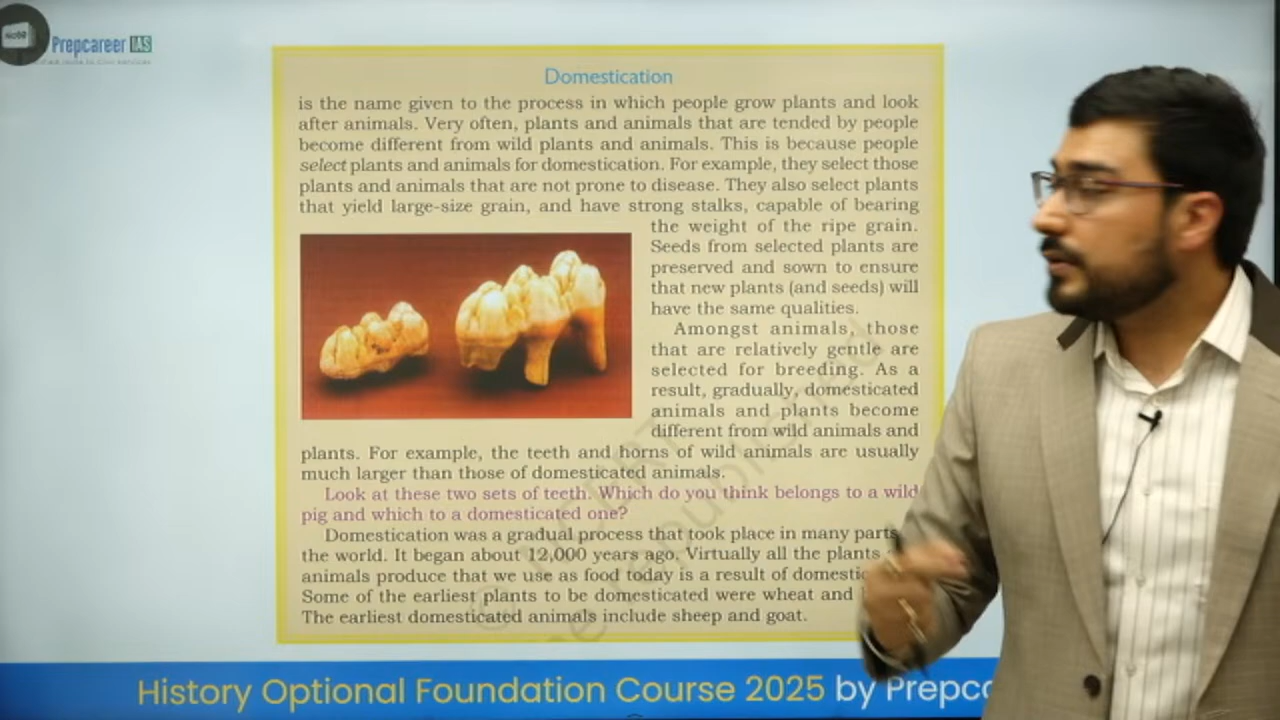 Prepcareer IAS
Domestication
is the name given to the process in which people grow plants and look
after animals. Very often, plants and animals that are tended by people
become different from wild plants and animals. This is because people
select plants and animals for domestication. For example, they select those
plants and animals that are not prone to disease. They also select plants
that yield large-size grain, and have strong stalks, capable of bearing
the weight of the ripe grain.
Seeds from selected plants are
preserved and sown to ensure
that new plants (and seeds) will
have the same qualities.
Amongst animals, those
that are relatively gentle are
selected for breeding. As a
result, gradually, domesticated
animals and plants become
different from wild animals and
plants. For example, the teeth and horns of wild animals are usually
much larger than those of domesticated animals.
Look at these two sets of teeth. Which do you think belongs to a wild
pig and which to a domesticated one?
Domestication was a gradual process that took place in many parts
the world. It began about 12,000 years ago. Virtually all the plants
animals produce that we use as food today is a result of domestic
Some of the earliest plants to be domesticated were wheat and
The earliest domesticated animals include sheep and goat.
History Optional Foundation Course 2025 by Prepc